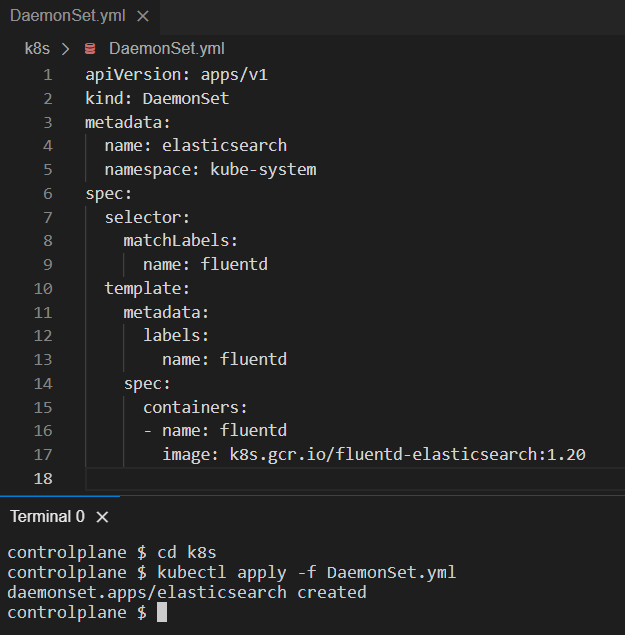 DaemonSet.yml ×
k8s > DaemonSet.yml
1 apiVersion: apps/v1
2 kind: DaemonSet
3 metadata:
4   name: elasticsearch
5   namespace: kube-system
6 spec:
7   selector:
8     matchLabels:
9       name: fluentd
10   template:
11     metadata:
12       labels:
13         name: fluentd
14     spec:
15       containers:
16       - name: fluentd
17         image: k8s.gcr.io/fluentd-elasticsearch:1.20
18
Terminal 0 ×
controlplane $ cd k8s
controlplane $ kubectl apply -f DaemonSet.yml
daemonset.apps/elasticsearch created
controlplane $